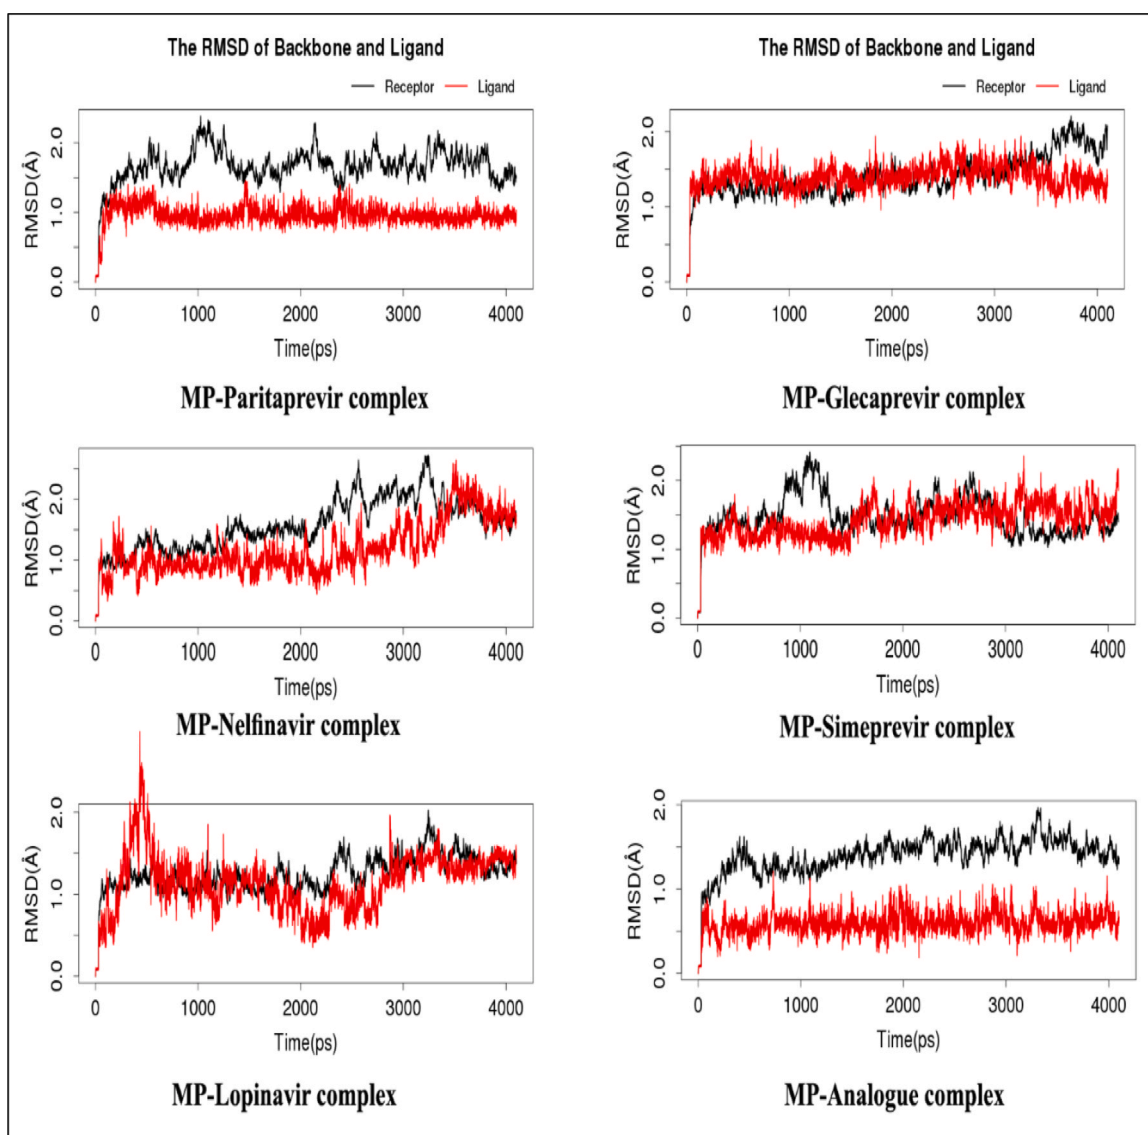 The RMSD of Backbone and Ligand
Receptor Ligand
RMSD(Å)
2.0
1.0
0.0
0 1000 2000 3000 4000
Time(ps)
MP-Paritaprevir complex
The RMSD of Backbone and Ligand
Receptor Ligand
RMSD(Å)
2.0
1.0
0.0
0 1000 2000 3000 4000
Time(ps)
MP-Glecaprevir complex
RMSD(Å)
2.0
1.0
0.0
0 1000 2000 3000 4000
Time(ps)
MP-Nelfinavir complex
RMSD(Å)
2.0
1.0
0.0
0 1000 2000 3000 4000
Time(ps)
MP-Simeprevir complex
RMSD(Å)
2.0
1.0
0.0
0 1000 2000 3000 4000
Time(ps)
MP-Lopinavir complex
RMSD(Å)
2.0
1.0
0.0
0 1000 2000 3000 4000
Time(ps)
MP-Analogue complex